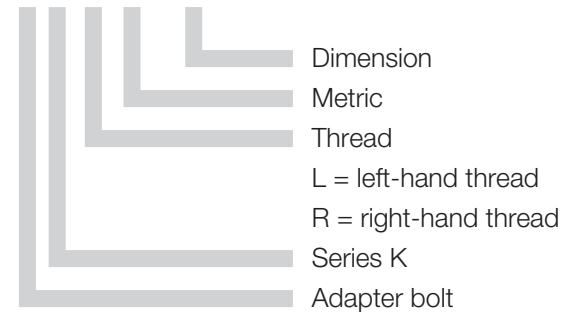 Dimension
Metric
Thread
L = left-hand thread
R = right-hand thread
Series K
Adapter bolt